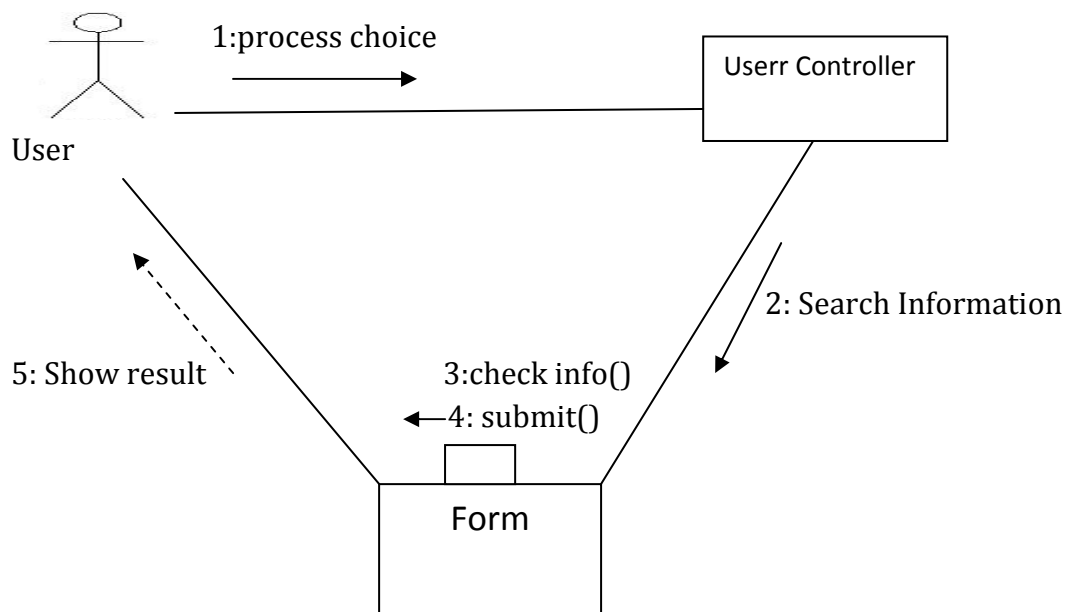 1:process choice
Userr Controller
User
2: Search Information
5: Show result
3:check info()
4: submit()
Form